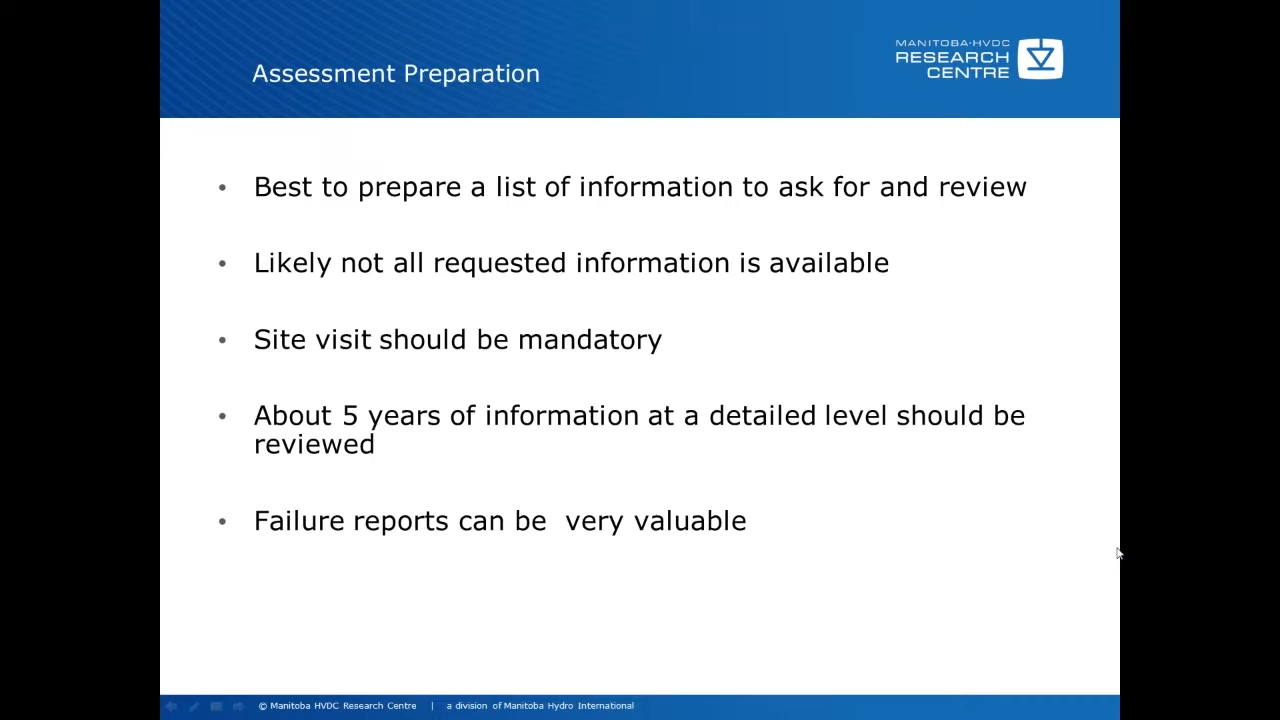 Assessment Preparation
MANITOBA·HVDC
RESEARCH
CENTRE
• Best to prepare a list of information to ask for and review
• Likely not all requested information is available
• Site visit should be mandatory
• About 5 years of information at a detailed level should be
reviewed
• Failure reports can be  very valuable
© Manitoba HVDC Research Centre | a division of Manitoba Hydro International